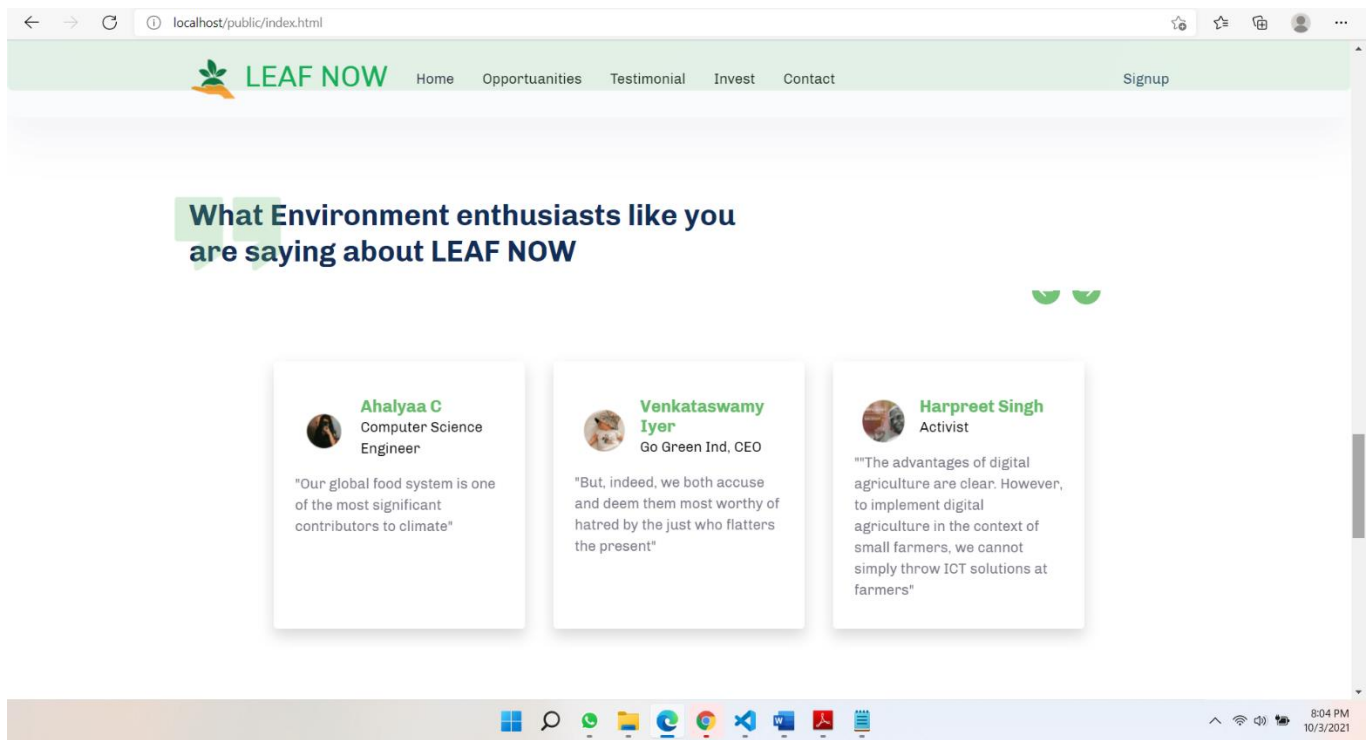 localhost/public/index.html
LEAF NOW Home Opportuanities Testimonial Invest Contact Signup
What Environment enthusiasts like you
are saying about LEAF NOW
Ahalyaa C
Computer Science
Engineer
"Our global food system is one
of the most significant
contributors to climate"
Venkataswamy
Iyer
Go Green Ind, CEO
"But, indeed, we both accuse
and deem them most worthy of
hatred by the just who flatters
the present"
Harpreet Singh
Activist
""The advantages of digital
agriculture are clear. However,
to implement digital
agriculture in the context of
small farmers, we cannot
simply throw ICT solutions at
farmers"
8:04 PM
10/3/2021